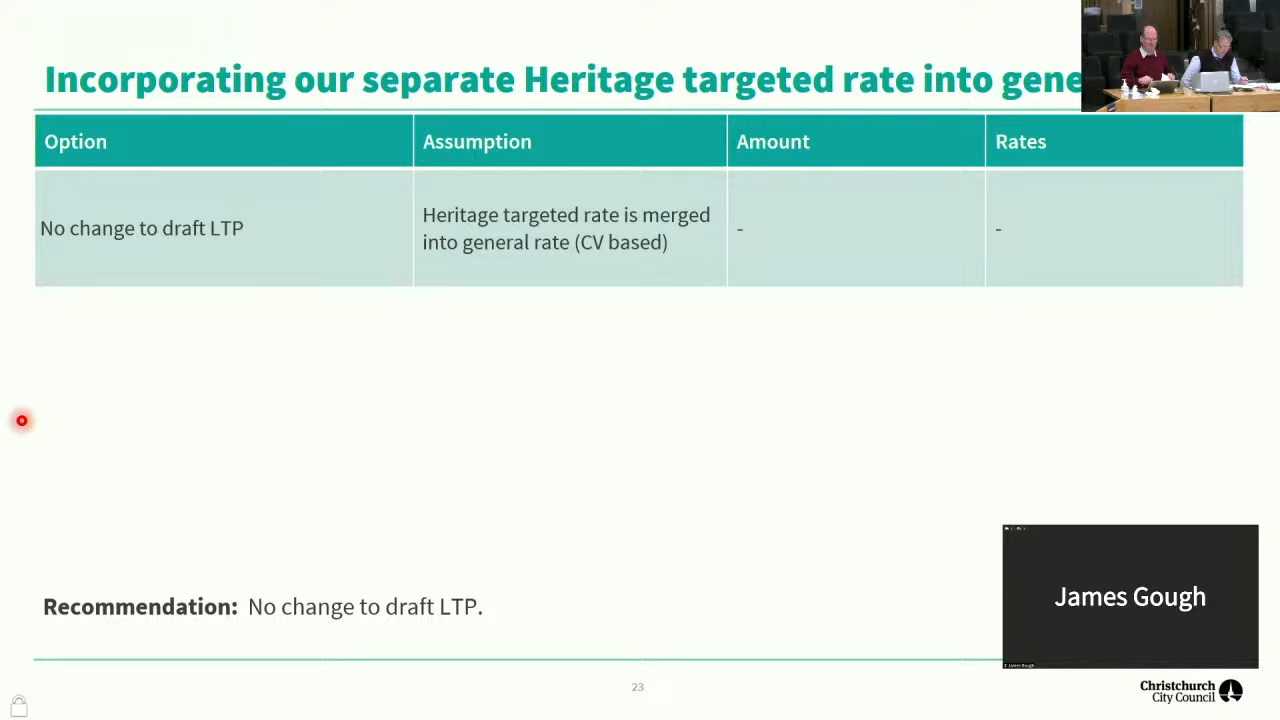 Incorporating our separate Heritage targeted rate into gene
Option Assumption Amount Rates
No change to draft LTP
Heritage targeted rate is merged
into general rate (CV based)
-
-
Recommendation: No change to draft LTP.
James Gough
James Gough
23
Christchurch
City Council